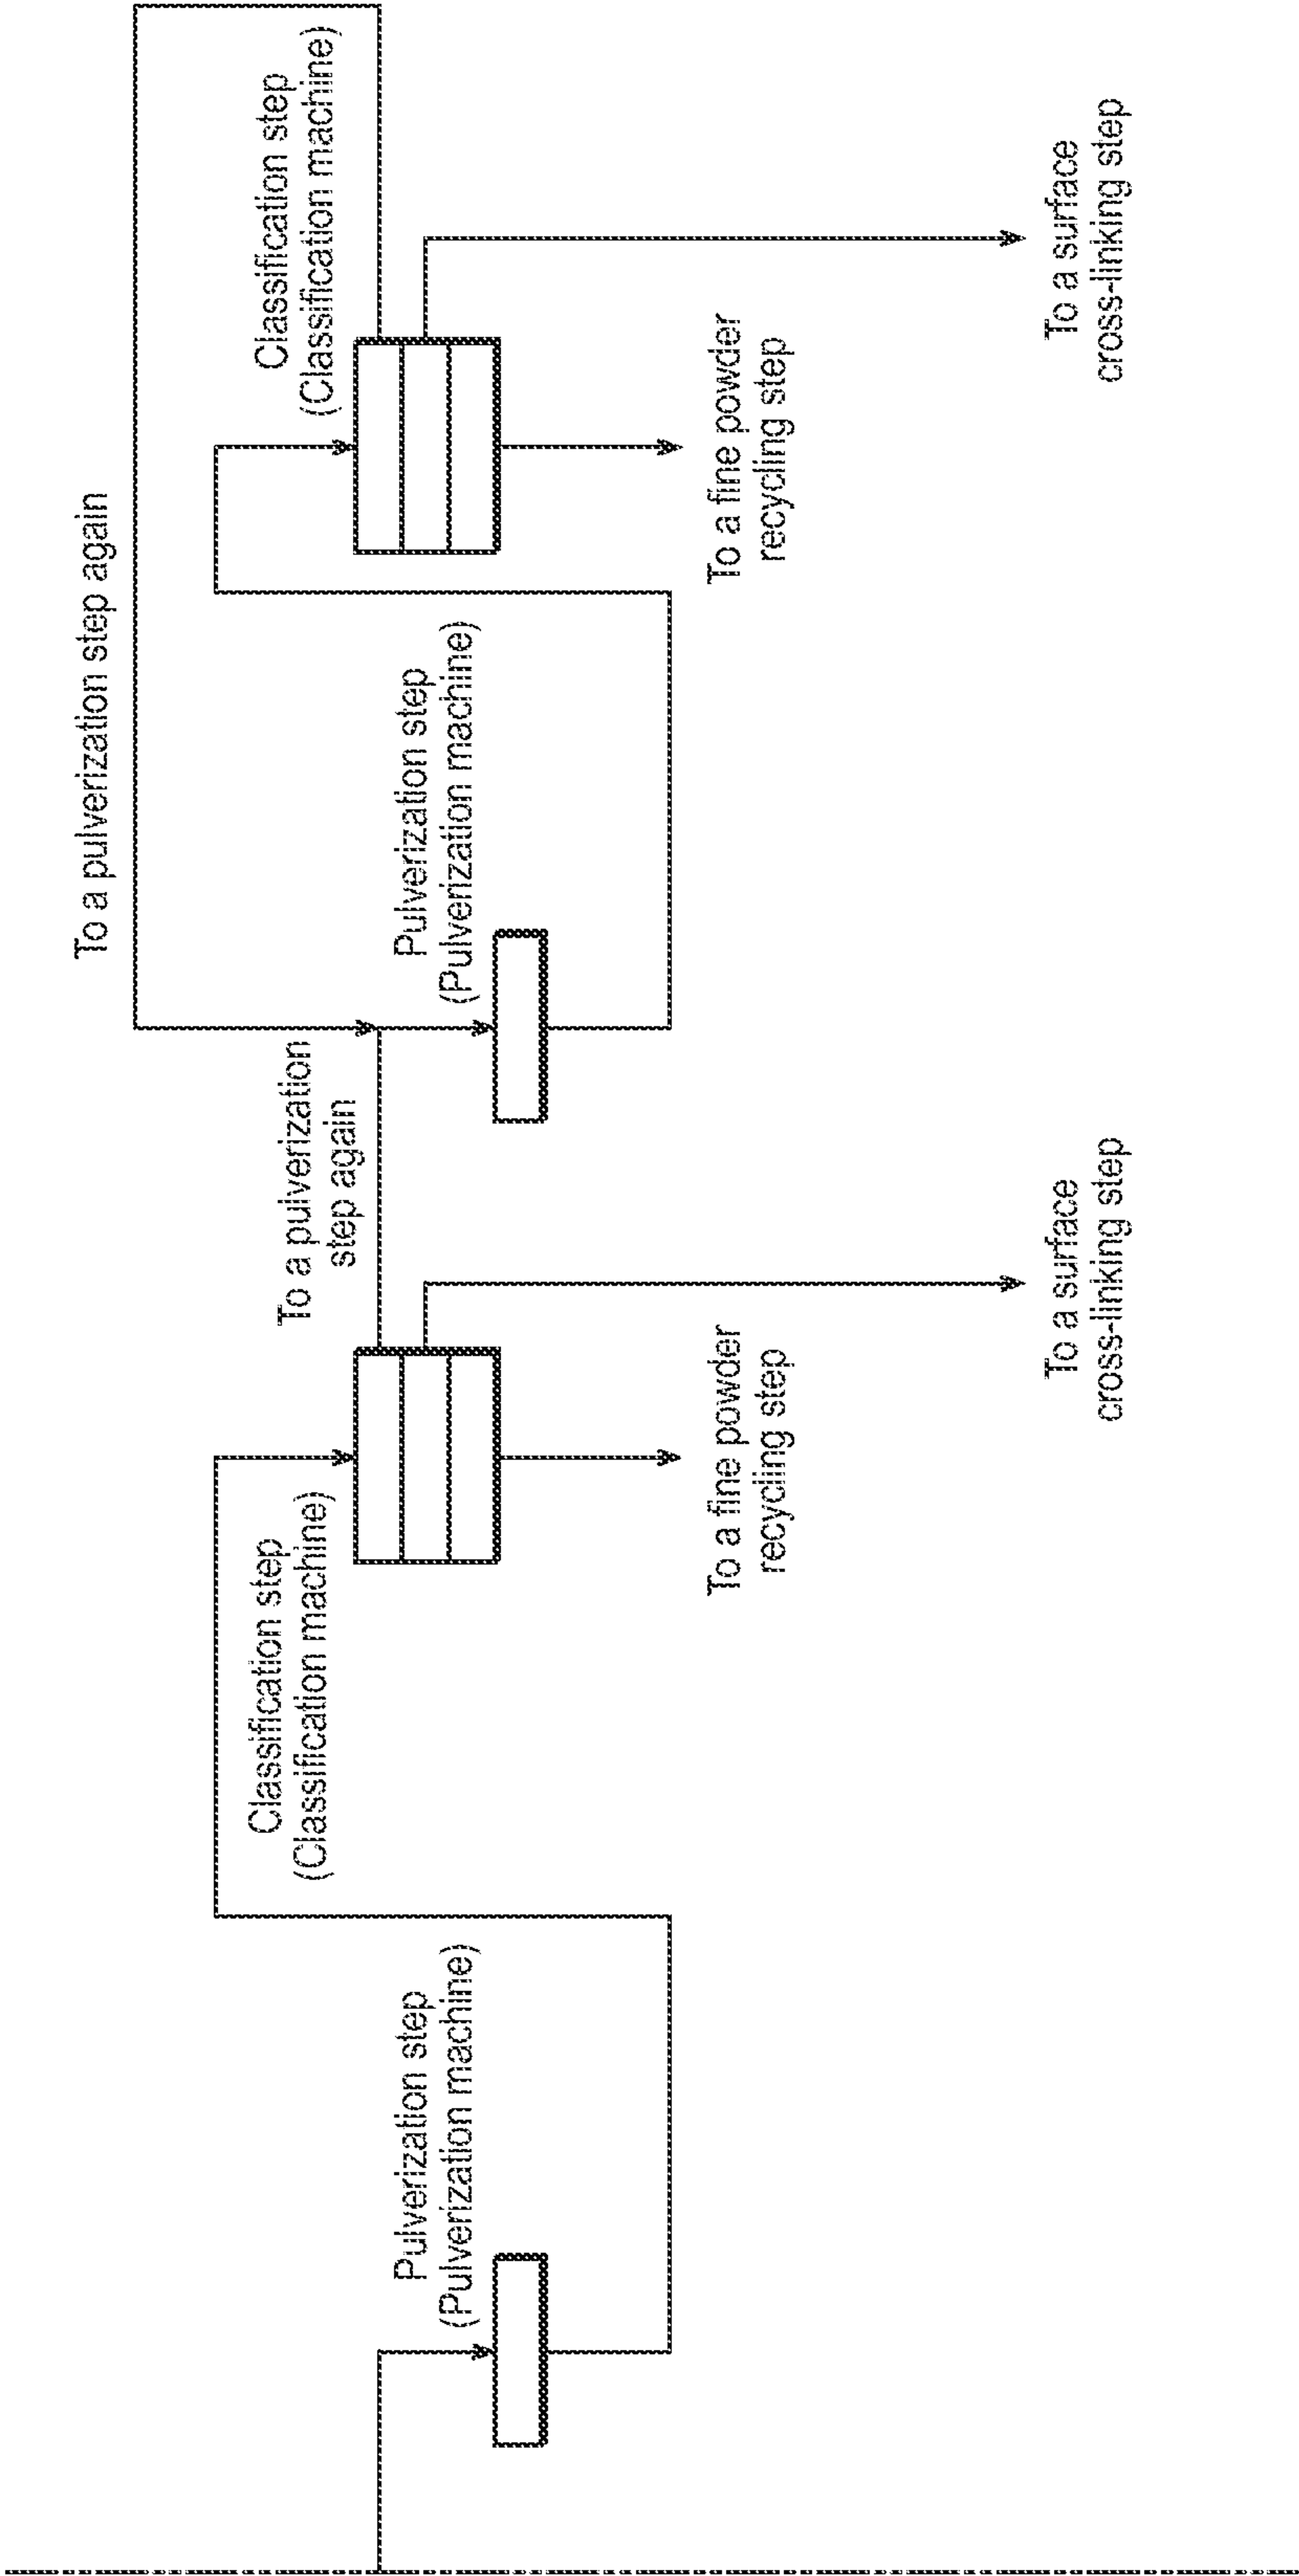 To a pulverization step again
Pulverization step
(Pulverization machine)
Classification step
(Classification machine)
To a pulverization
step again
Pulverization step
(Pulverization machine)
Classification step
(Classification machine)
To a fine powder
recycling step
To a surface
cross-linking step
To a fine powder
recycling step
To a surface
cross-linking step